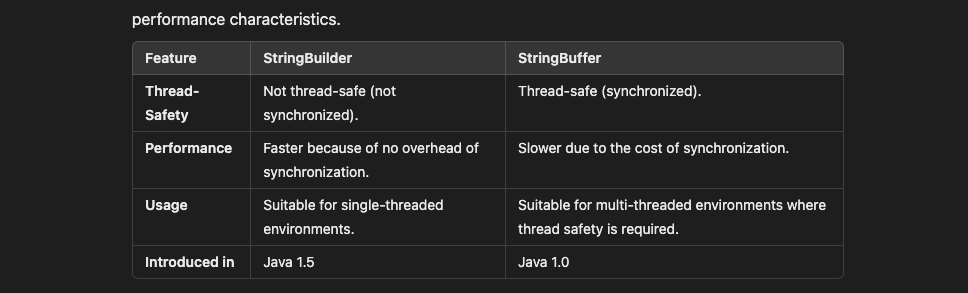 performance characteristics.
Feature StringBuilder StringBuffer
Thread- Not thread-safe (not Thread-safe (synchronized).
Safety synchronized).
Performance Faster because of no overhead of Slower due to the cost of synchronization.
synchronization.
Usage Suitable for single-threaded Suitable for multi-threaded environments where
environments. thread safety is required.
Introduced in Java 1.5 Java 1.0